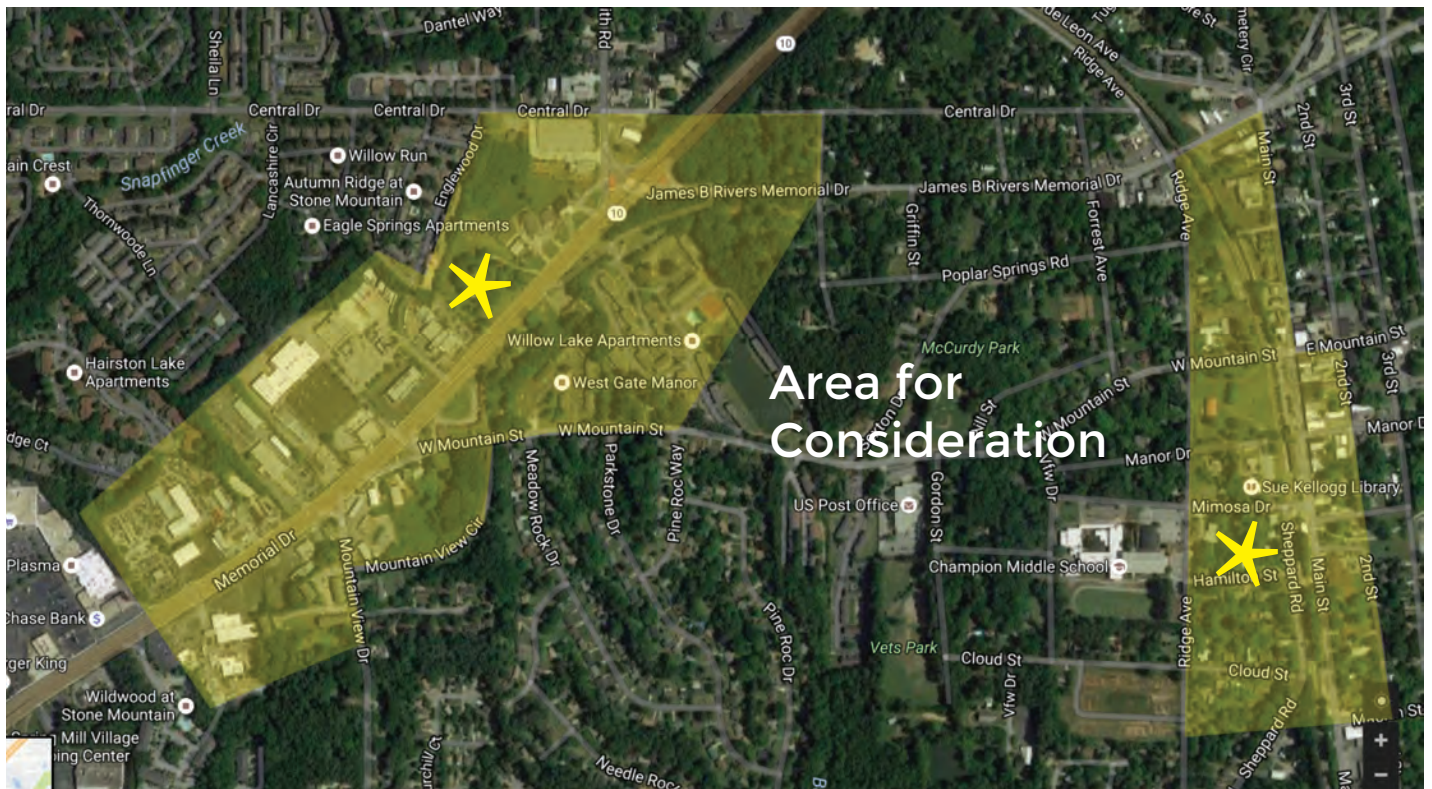 Dantel Way
Sheila Ln
10
Ridge Ave
Central Dr
Central Dr
Central Dr
Central Dr
Main St
2nd St
3rd St
Snapfinger Creek
Lancashire Cir
Willow Run
Autumn Ridge at
Stone Mountain
Englewood Dr
Eagle Springs Apartments
Thornwoode Ln
James B Rivers Memorial Dr
James B Rivers Memorial Dr
10
Griffin St
Forrest Ave
Ridge Ave
Poplar Springs Rd
Willow Lake Apartments
McCurdy Park
W Mountain St
E Mountain St
Hairston Lake
Apartments
West Gate Manor
2nd St
3rd St
Area for
Consideration
W Mountain St
W Mountain St
W Mountain St
Manor Dr
Meadow Rock Dr
Parkstone Dr
Pine Roc Way
Vfw Dr
Gordon St
US Post Office
Sue Kellogg Library
Mimosa Dr
Sheppard Rd
Main St
2nd St
Plasma
Memorial Dr
Mountain View Cir
Mountain View Dr
Champion Middle School
Hamilton St
Chase Bank
$
Pine Roc Dr
Ridge Ave
Vets Park
Cloud St
Cloud St
Vfw Dr
Wildwood at
Stone Mountain
Sheppard Rd
Needle Roc
+
−